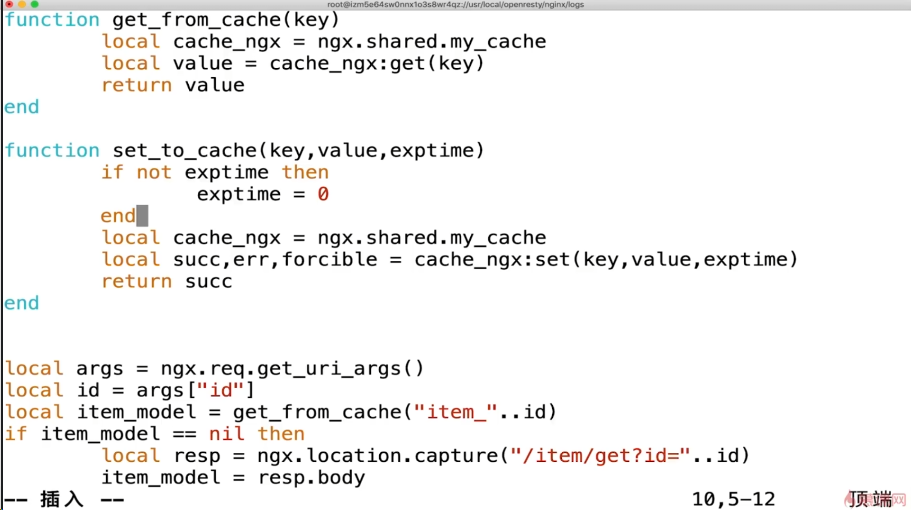 root@izm5e64sw0nnx1o3s8wr4qz://usr/local/openresty/nginx/logs
function get_from_cache(key)
        local cache_ngx = ngx.shared.my_cache
        local value = cache_ngx:get(key)
        return value
end

function set_to_cache(key,value,exptime)
        if not exptime then
                exptime = 0
        end
        local cache_ngx = ngx.shared.my_cache
        local succ,err,forcible = cache_ngx:set(key,value,exptime)
        return succ
end


local args = ngx.req.get_uri_args()
local id = args["id"]
local item_model = get_from_cache("item_"..id)
if item_model == nil then
        local resp = ngx.location.capture("/item/get?id="..id)
        item_model = resp.body
-- 插入 -- 10,5-12 顶端